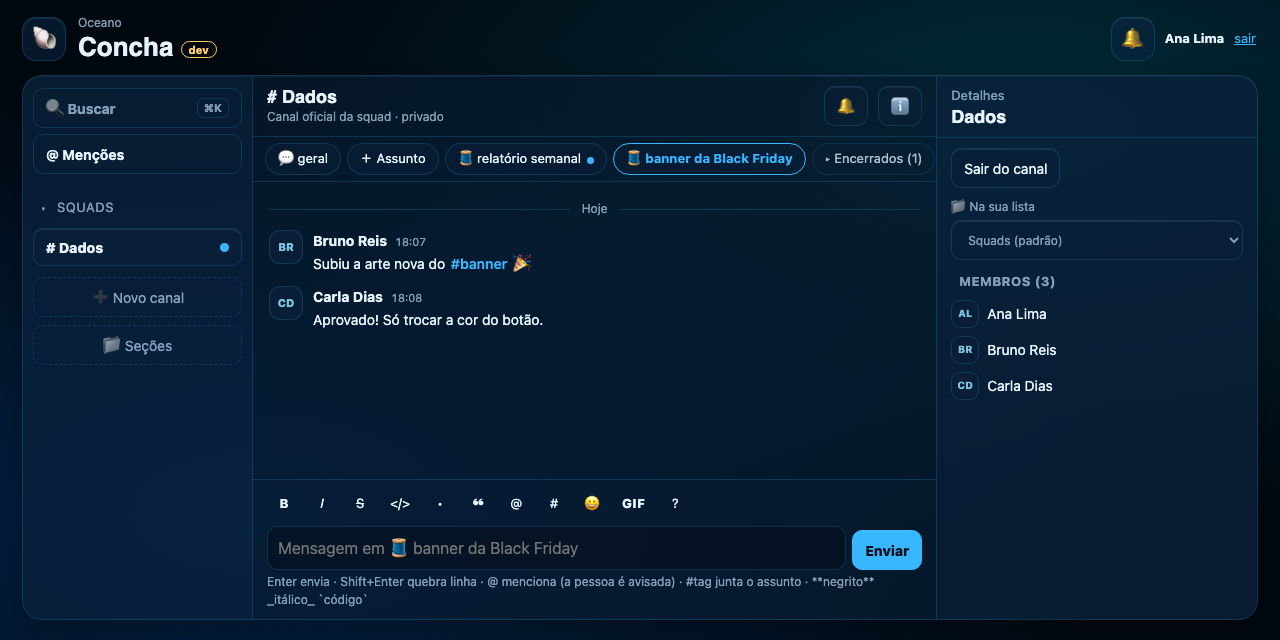 Oceano
Concha dev
Ana Lima sair
Buscar ⌘K
@ Menções
SQUADS
# Dados
Novo canal
Seções
# Dados
Canal oficial da squad · privado
geral
+ Assunto
relatório semanal
banner da Black Friday
Encerrados (1)
Hoje
BR
Bruno Reis 18:07
Subiu a arte nova do #banner 🎉
CD
Carla Dias 18:08
Aprovado! Só trocar a cor do botão.
B I S </> · ❝ @ # 😀 GIF ?
Mensagem em 🧵 banner da Black Friday
Enviar
Enter envia · Shift+Enter quebra linha · @ menciona (a pessoa é avisada) · #tag junta o assunto · **negrito**
_itálico_ `código`
Detalhes
Dados
Sair do canal
Na sua lista
Squads (padrão)
MEMBROS (3)
AL Ana Lima
BR Bruno Reis
CD Carla Dias